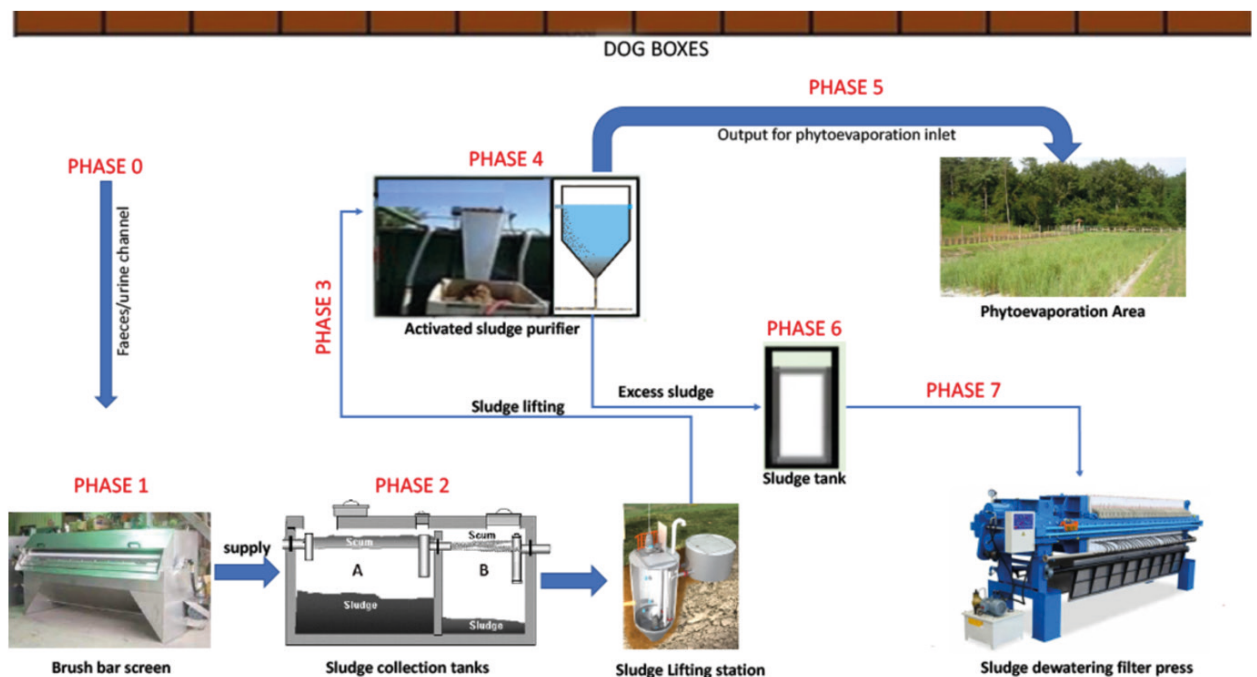 DOG BOXES
PHASE 5
Output for phytoevaporation inlet
PHASE 0
PHASE 4
Faeces/urine channel
PHASE 3
Activated sludge purifier
Phytoevaporation Area
PHASE 6
Excess sludge
PHASE 7
Sludge lifting
Sludge tank
PHASE 1
PHASE 2
supply
Scum
Scum
A
B
Sludge
Sludge
Brush bar screen
Sludge collection tanks
Sludge Lifting station
Sludge dewatering filter press